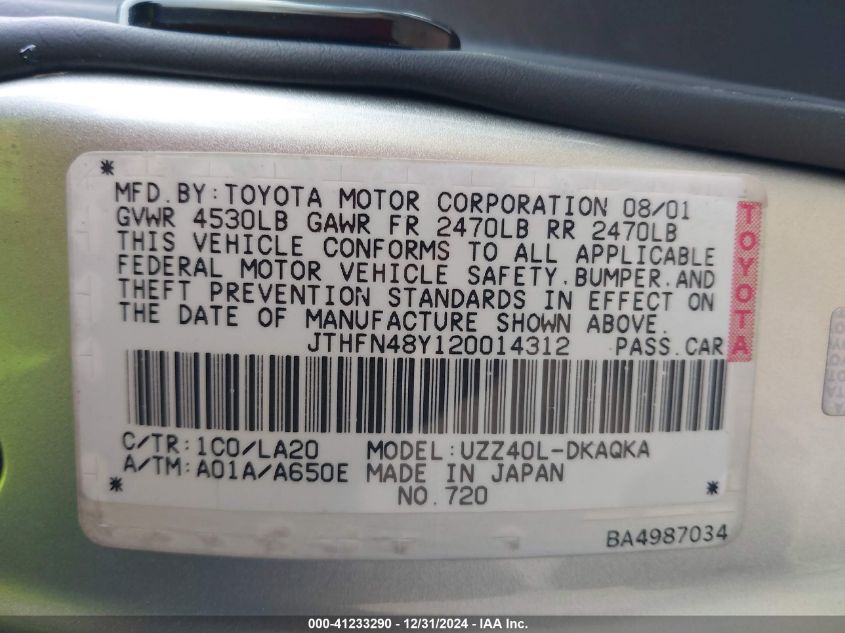 MFD.BY:TOYOTA MOTOR CORPORATION 08/01
GVWR 4530LB GAWR FR 2470LB RR 2470LB
THIS VEHICLE CONFORMS TO ALL APPLICABLE
FEDERAL MOTOR VEHICLE SAFETY,BUMPER,AND
THEFT PREVENTION STANDARDS IN EFFECT ON
THE DATE OF MANUFACTURE SHOWN ABOVE.
JTHFN48Y120014312 PASS.CAR
TOYOTA
C/TR:1C0/LA20 MODEL:UZZ40L-DKAQKA
A/TM:A01A/A650E MADE IN JAPAN
NO.720
BA4987034
000-41233290 - 12/31/2024 - IAA Inc.